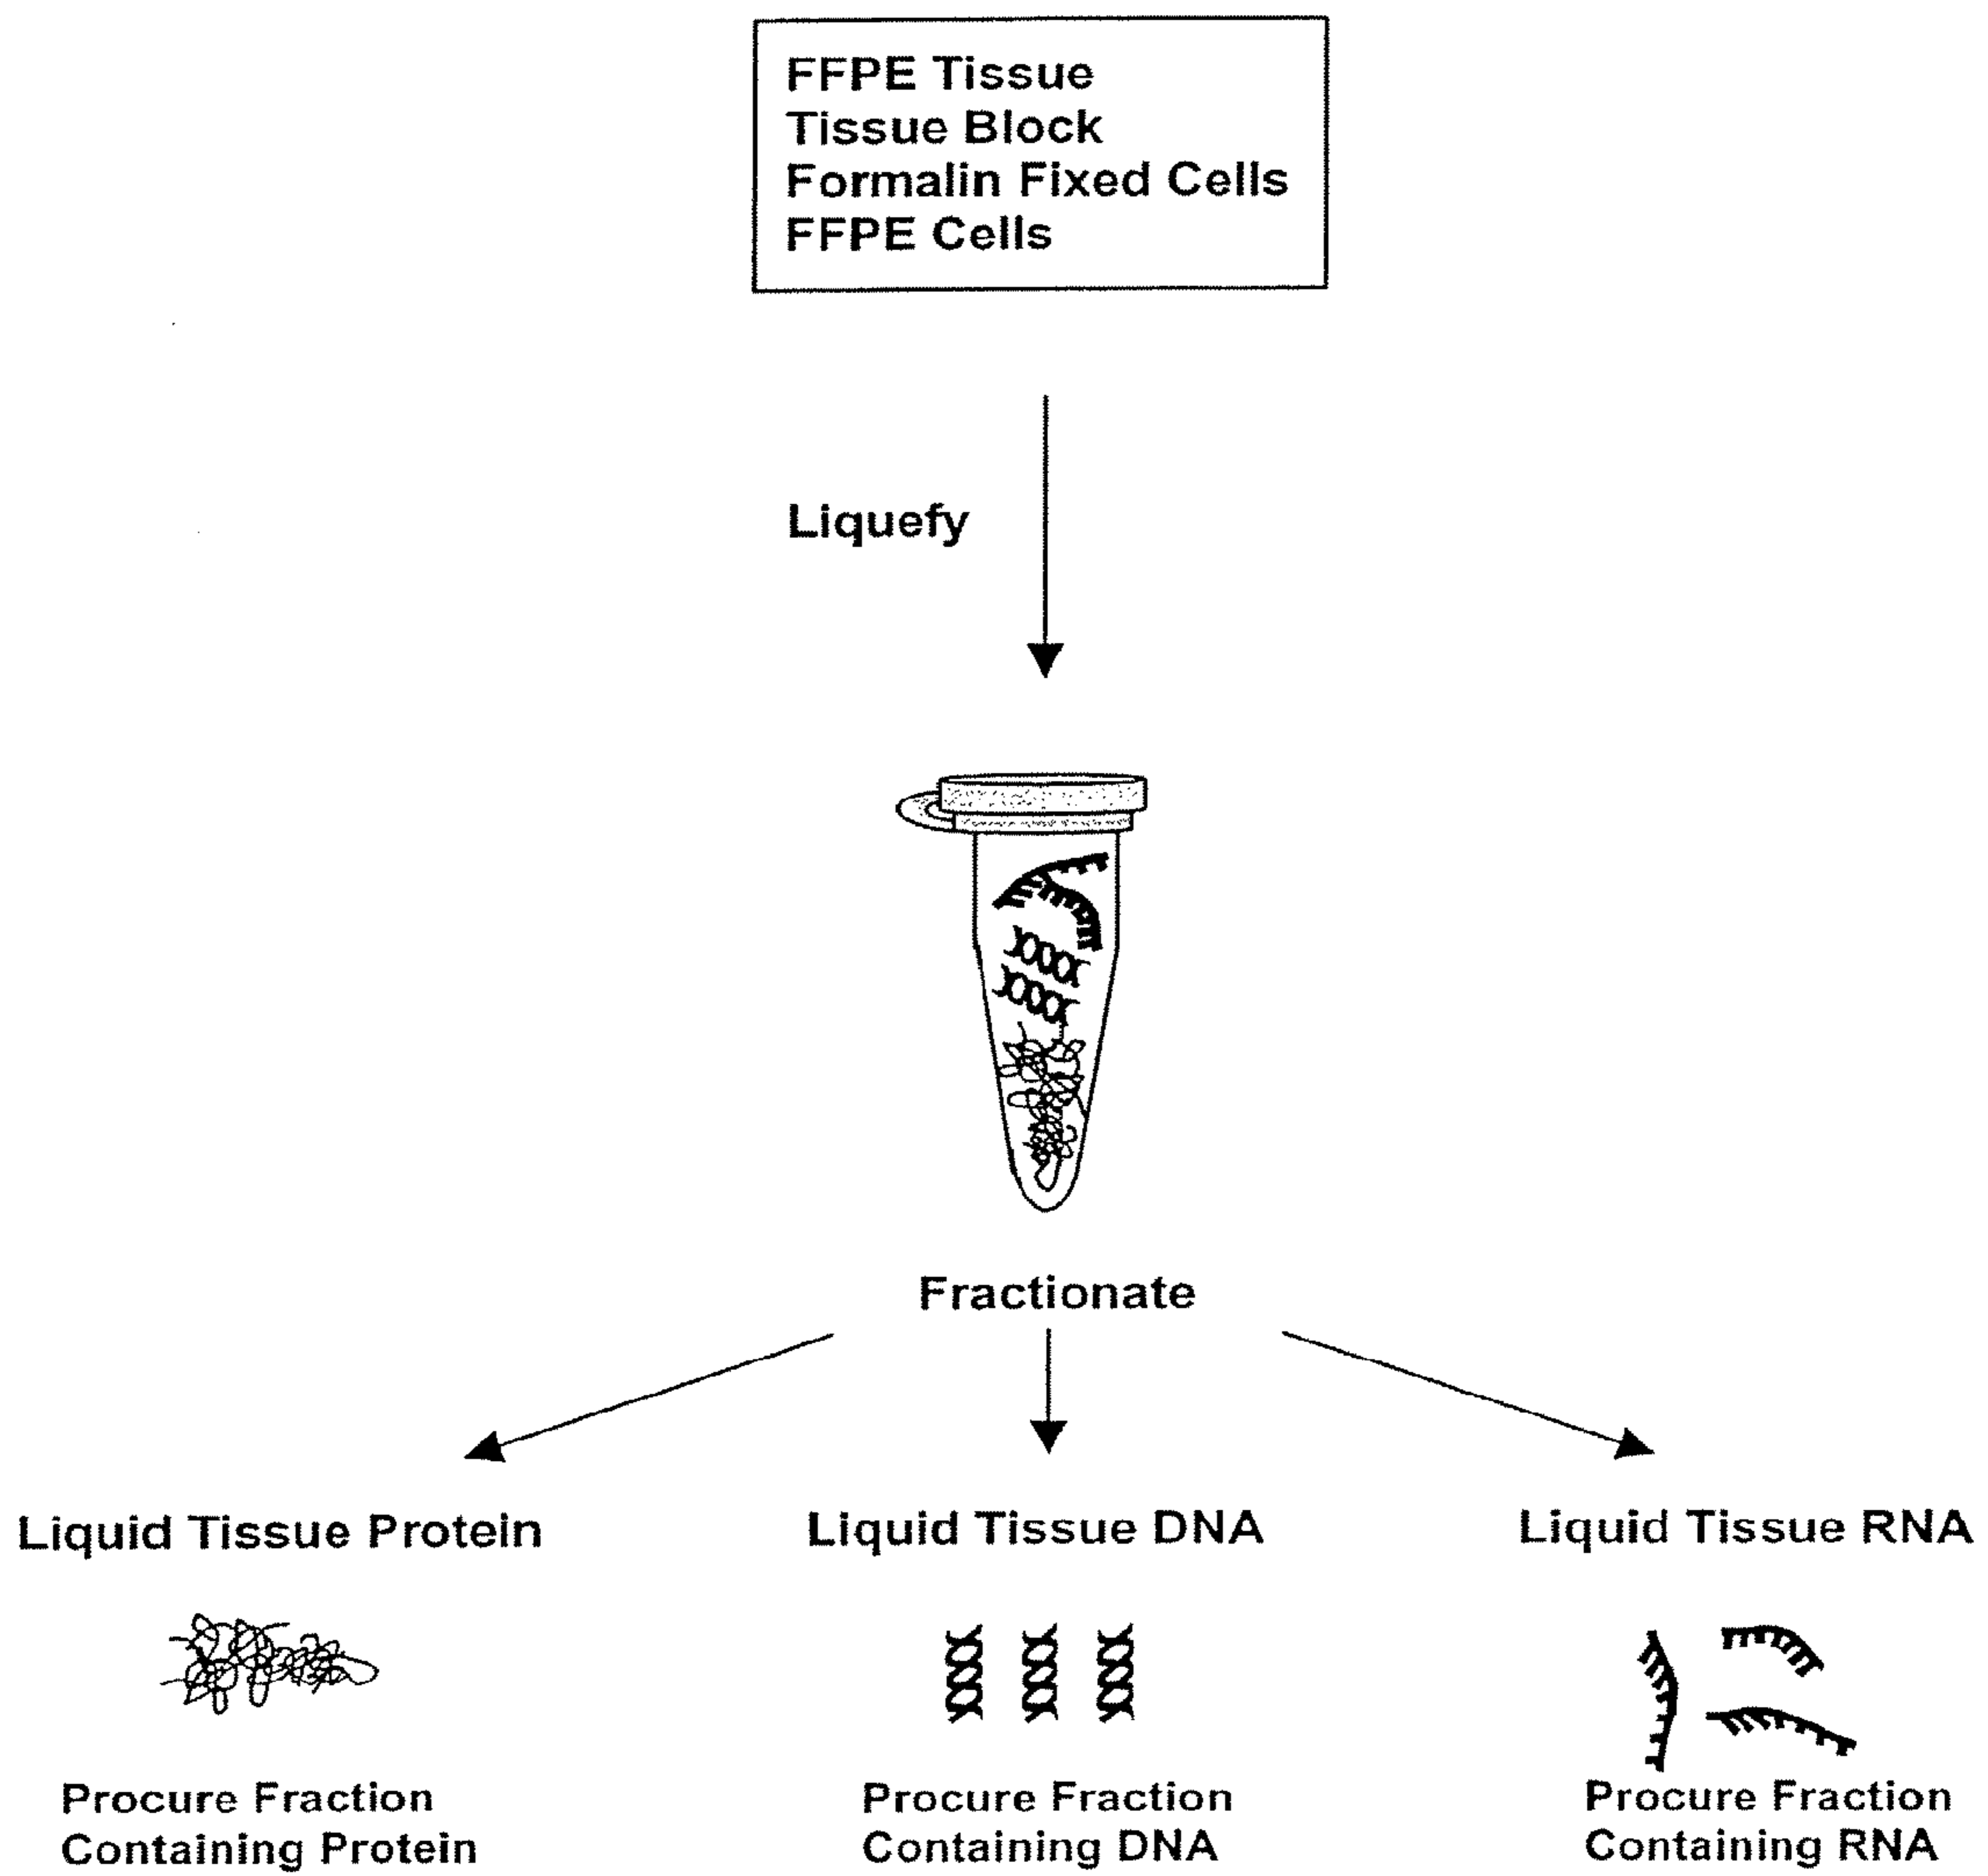 FFPE Tissue
Tissue Block
Formalin Fixed Cells
FFPE Cells
Liquefy
Fractionate
Liquid Tissue Protein
Liquid Tissue DNA
Liquid Tissue RNA
Procure Fraction
Containing Protein
Procure Fraction
Containing DNA
Procure Fraction
Containing RNA